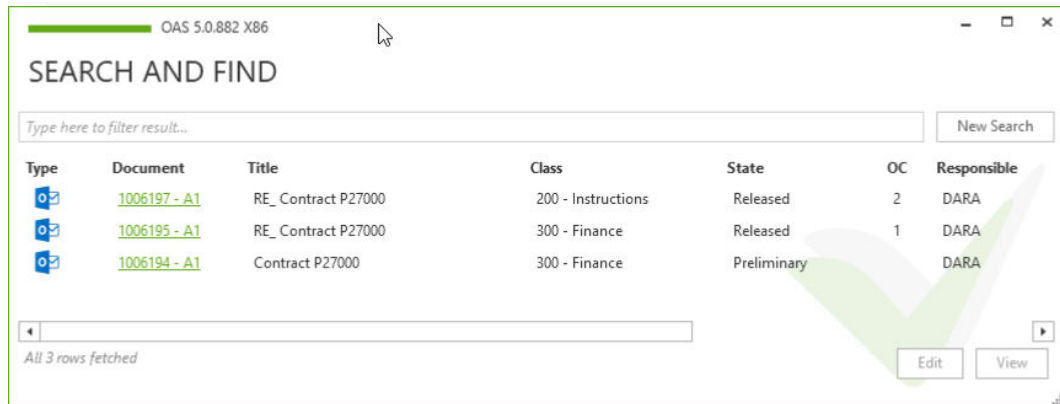 OAS 5.0.882 X86
SEARCH AND FIND
Type here to filter result...
New Search
Type Document Title Class State OC Responsible
1006197 - A1 RE_ Contract P27000 200 - Instructions Released 2 DARA
1006195 - A1 RE_ Contract P27000 300 - Finance Released 1 DARA
1006194 - A1 Contract P27000 300 - Finance Preliminary DARA
All 3 rows fetched
Edit View